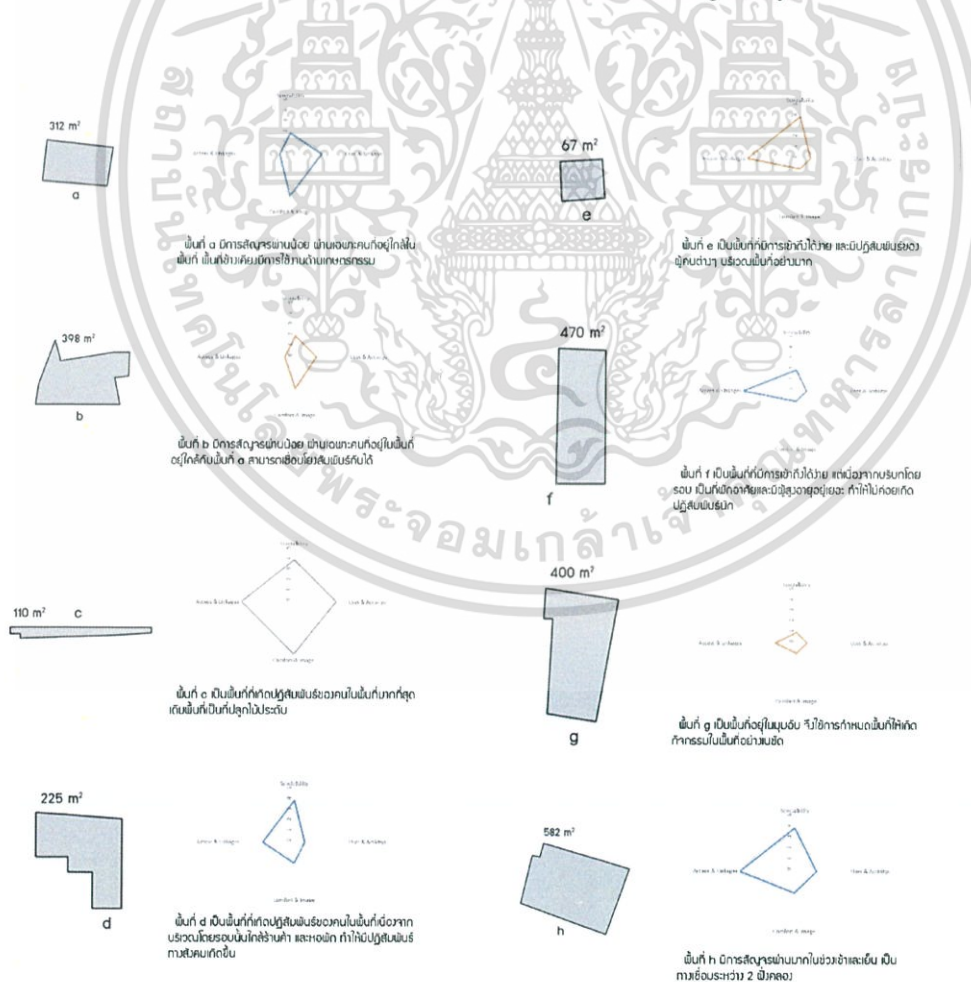 312 m²
a
พื้นที่ a มีการสัญจรผ่านน้อย ผ่านเฉพาะคนที่อยู่ใกล้ใน
พื้นที่ พื้นที่ข้างเคียงมีการใช้งานด้านเกษตรกรรม
398 m²
b
พื้นที่ b มีการสัญจรผ่านน้อย ผ่านเฉพาะคนที่อยู่ในพื้นที่
อยู่ใกล้กับพื้นที่ a สามารถเชื่อมโยงสัมพันธ์กันได้
110 m² c
พื้นที่ c เป็นพื้นที่ที่เกิดปฏิสัมพันธ์ของคนในพื้นที่มากที่สุด
เดิมพื้นที่เป็นที่ปลูกไม้ประดับ
225 m²
d
พื้นที่ d เป็นพื้นที่ที่เกิดปฏิสัมพันธ์ของคนในพื้นที่เนื่องจาก
บริเวณโดยรอบนั้นใกล้ร้านค้า และหอพัก ทำให้มีปฏิสัมพันธ์
ทางสังคมเกิดขึ้น
67 m²
e
พื้นที่ e เป็นพื้นที่ที่มีการเข้าถึงได้ง่าย และมีปฏิสัมพันธ์ของ
ผู้คนต่างๆ บริเวณพื้นที่อย่างมาก
470 m²
f
พื้นที่ f เป็นพื้นที่ที่มีการเข้าถึงได้ง่าย แต่เนื่องจากบริบทโดย
รอบ เป็นที่พักอาศัยและมีผู้สูงอายุอยู่เยอะ ทำให้ไม่ค่อยเกิด
ปฏิสัมพันธ์นัก
400 m²
g
พื้นที่ g เป็นพื้นที่อยู่ในมุมอับ จึงใช้การกำหนดพื้นที่ให้เกิด
กิจกรรมในพื้นที่อย่างแน่ชัด
582 m²
h
พื้นที่ h มีการสัญจรผ่านมากในช่วงเช้าและเย็น เป็น
ทางเชื่อมระหว่าง 2 ฝั่งคลอง